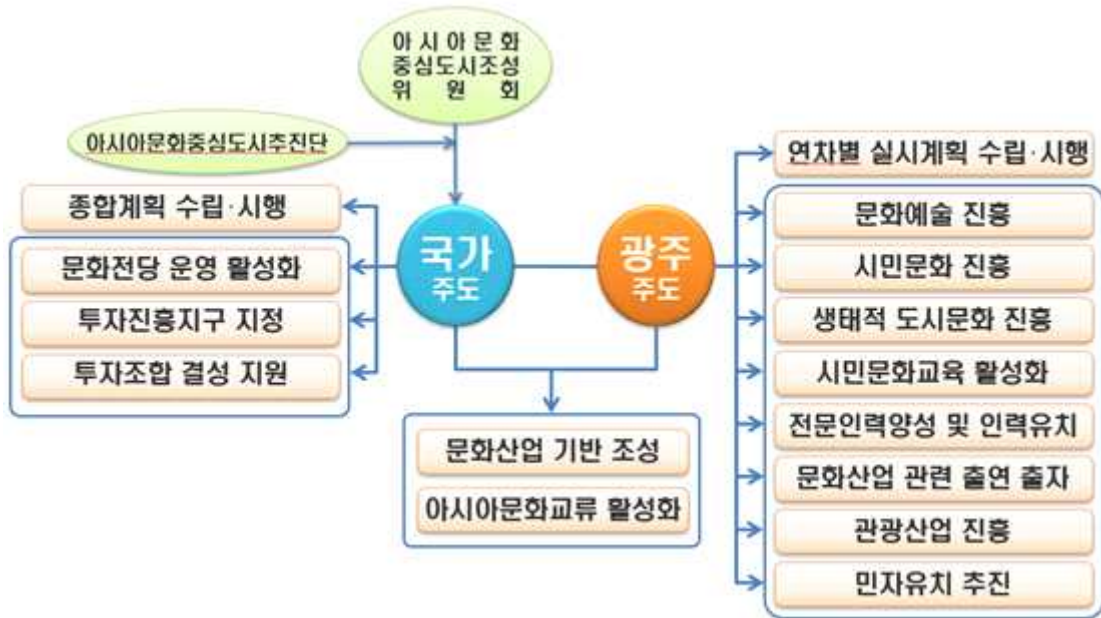 아 시 아 문 화
중심도시조성
위 원 회
아시아문화중심도시추진단
종합계획 수립·시행
문화전당 운영 활성화
투자진흥지구 지정
투자조합 결성 지원
국가
주도
광주
주도
문화산업 기반 조성
아시아문화교류 활성화
연차별 실시계획 수립·시행
문화예술 진흥
시민문화 진흥
생태적 도시문화 진흥
시민문화교육 활성화
전문인력양성 및 인력유치
문화산업 관련 출연 출자
관광산업 진흥
민자유치 추진